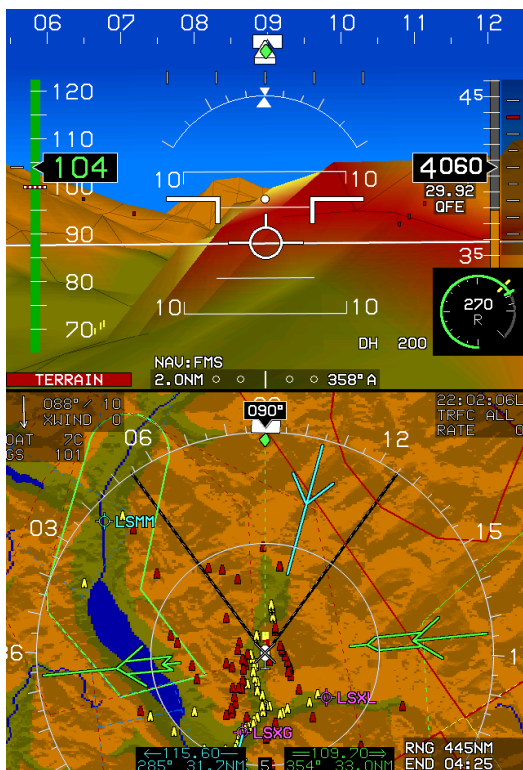 06 07 08 09 10 11 12
120
110
104
100
90
80
70
45
4060
29.92
QFE
35
10 10
10 10
270
R
DH 200
TERRAIN
NAV:FMS
2.0NM 358°A
088°/ 10
XWIND 0
OAT 7C
GS 101
090°
22:02:06L
TRFC ALL
RATE 0
06
12
03
15
36
LSMM
LSXL
LSXG
115.60
285° 31.7NM
S
109.70
354° 33.0NM
RNG 445NM
END 04:25